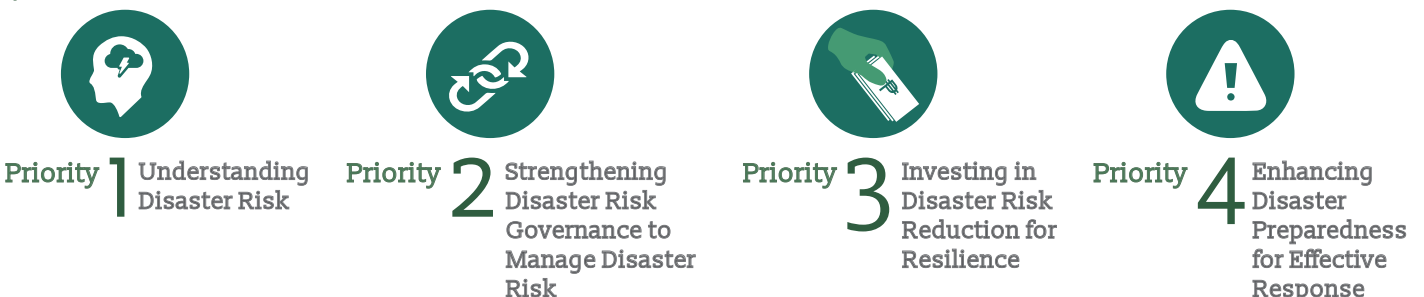 Priority 1 Understanding
Disaster Risk
Priority 2 Strengthening
Disaster Risk
Governance to
Manage Disaster
Risk
Priority 3 Investing in
Disaster Risk
Reduction for
Resilience
Priority 4 Enhancing
Disaster
Preparedness
for Effective
Response